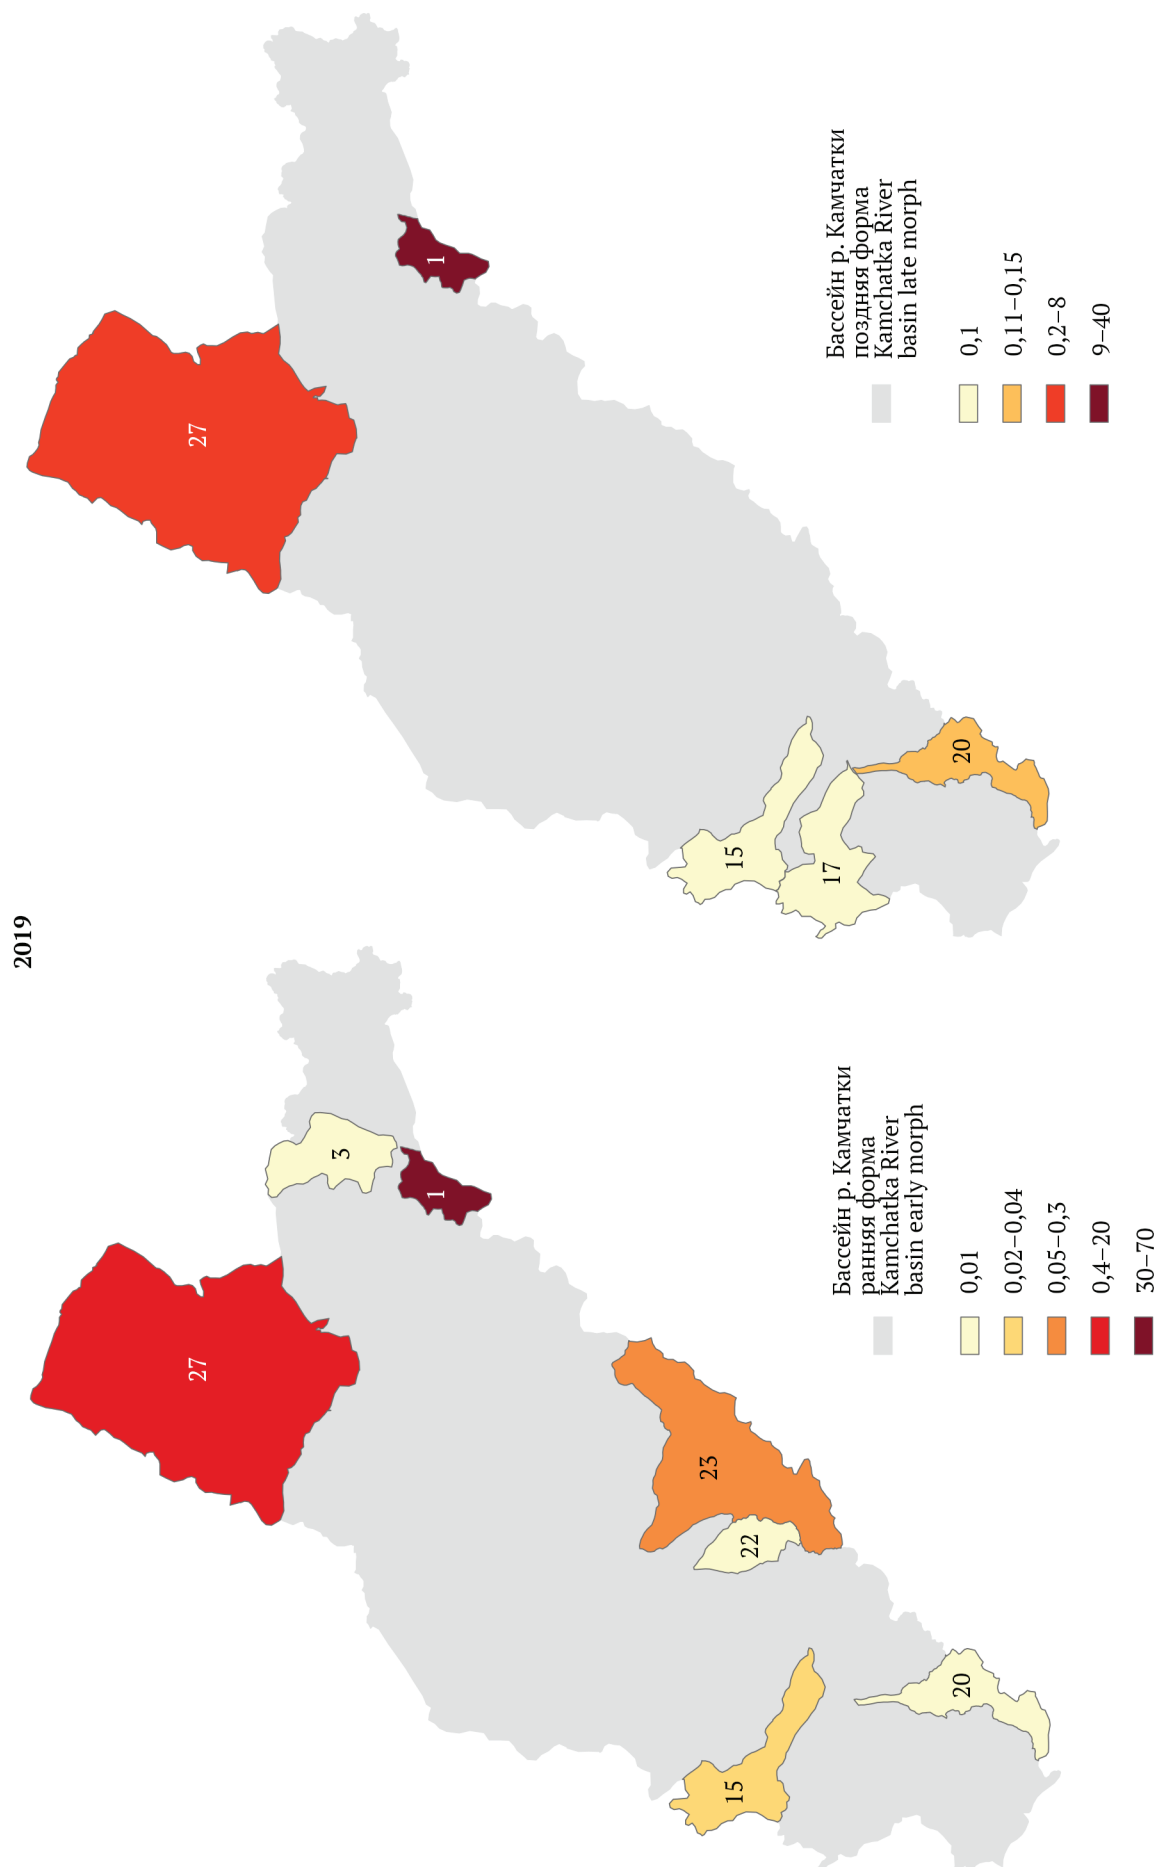 2019
27
3
1
23
22
15
20
Бассейн р. Камчатки
ранняя форма
Kamchatka River
basin early morph
0,01
0,02–0,04
0,05–0,3
0,4–20
30–70
27
1
15
17
20
Бассейн р. Камчатки
поздняя форма
Kamchatka River
basin late morph
0,1
0,11–0,15
0,2–8
9–40